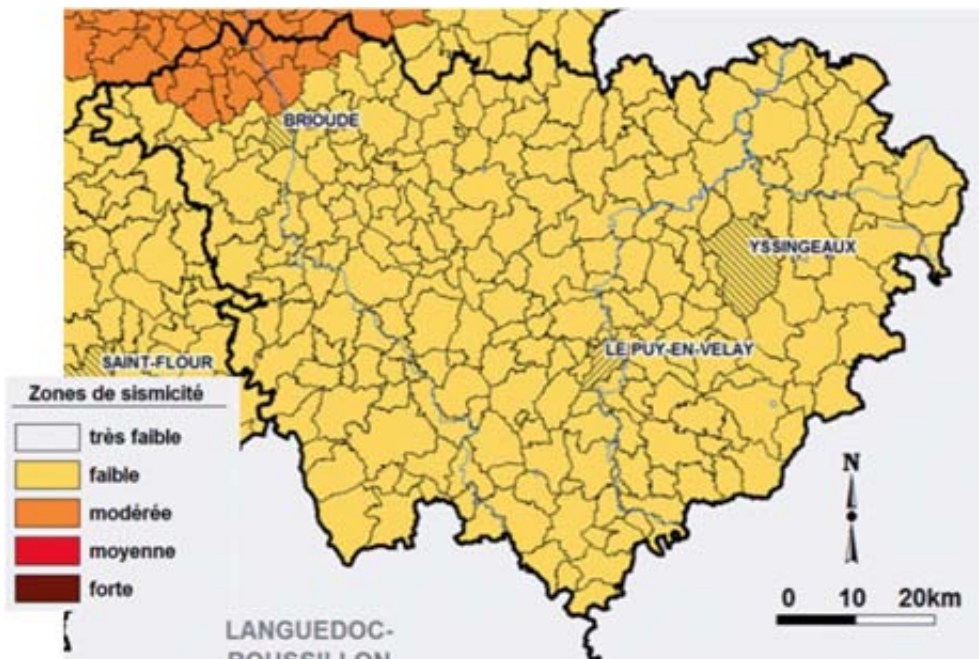 BRIOUDE
YSSINGEAUX
LE PUY-EN-VELAY
SAINT-FLOUR
Zones de sismicité
très faible
faible
modérée
moyenne
forte
N
0 10 20km
LANGUEDOC-
ROUSSILLON